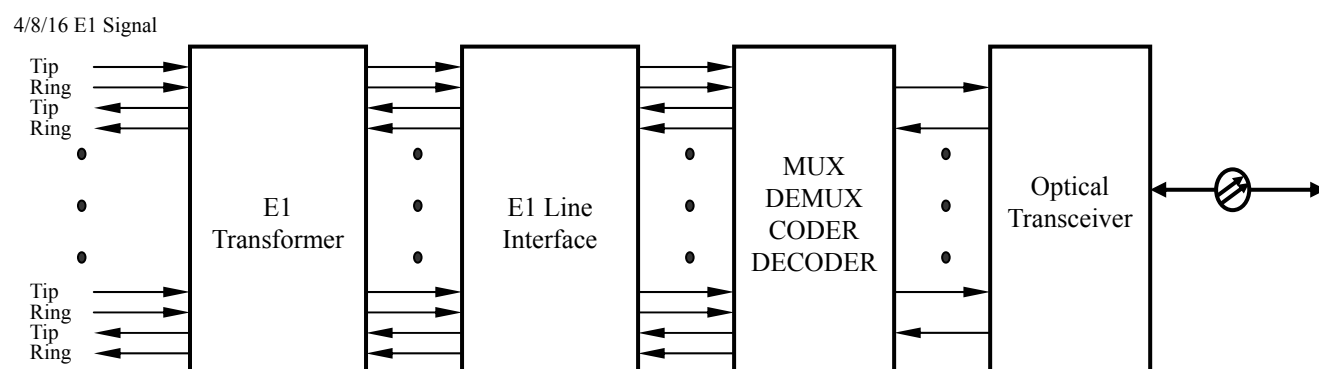 4/8/16 E1 Signal
Tip
Ring
Tip
Ring
Tip
Ring
Tip
Ring
E1
Transformer
E1 Line
Interface
MUX
DEMUX
CODER
DECODER
Optical
Transceiver